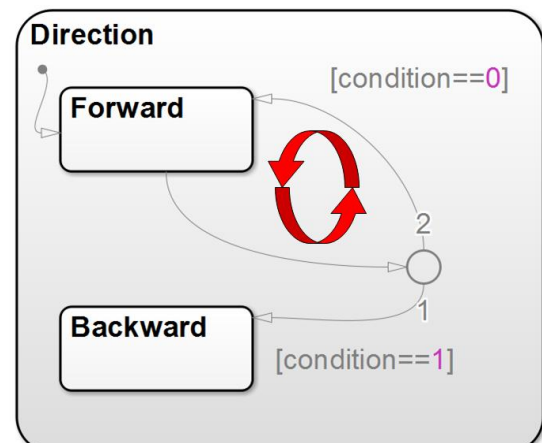 Direction
[condition==0]
Forward
2
1
Backward
[condition==1]